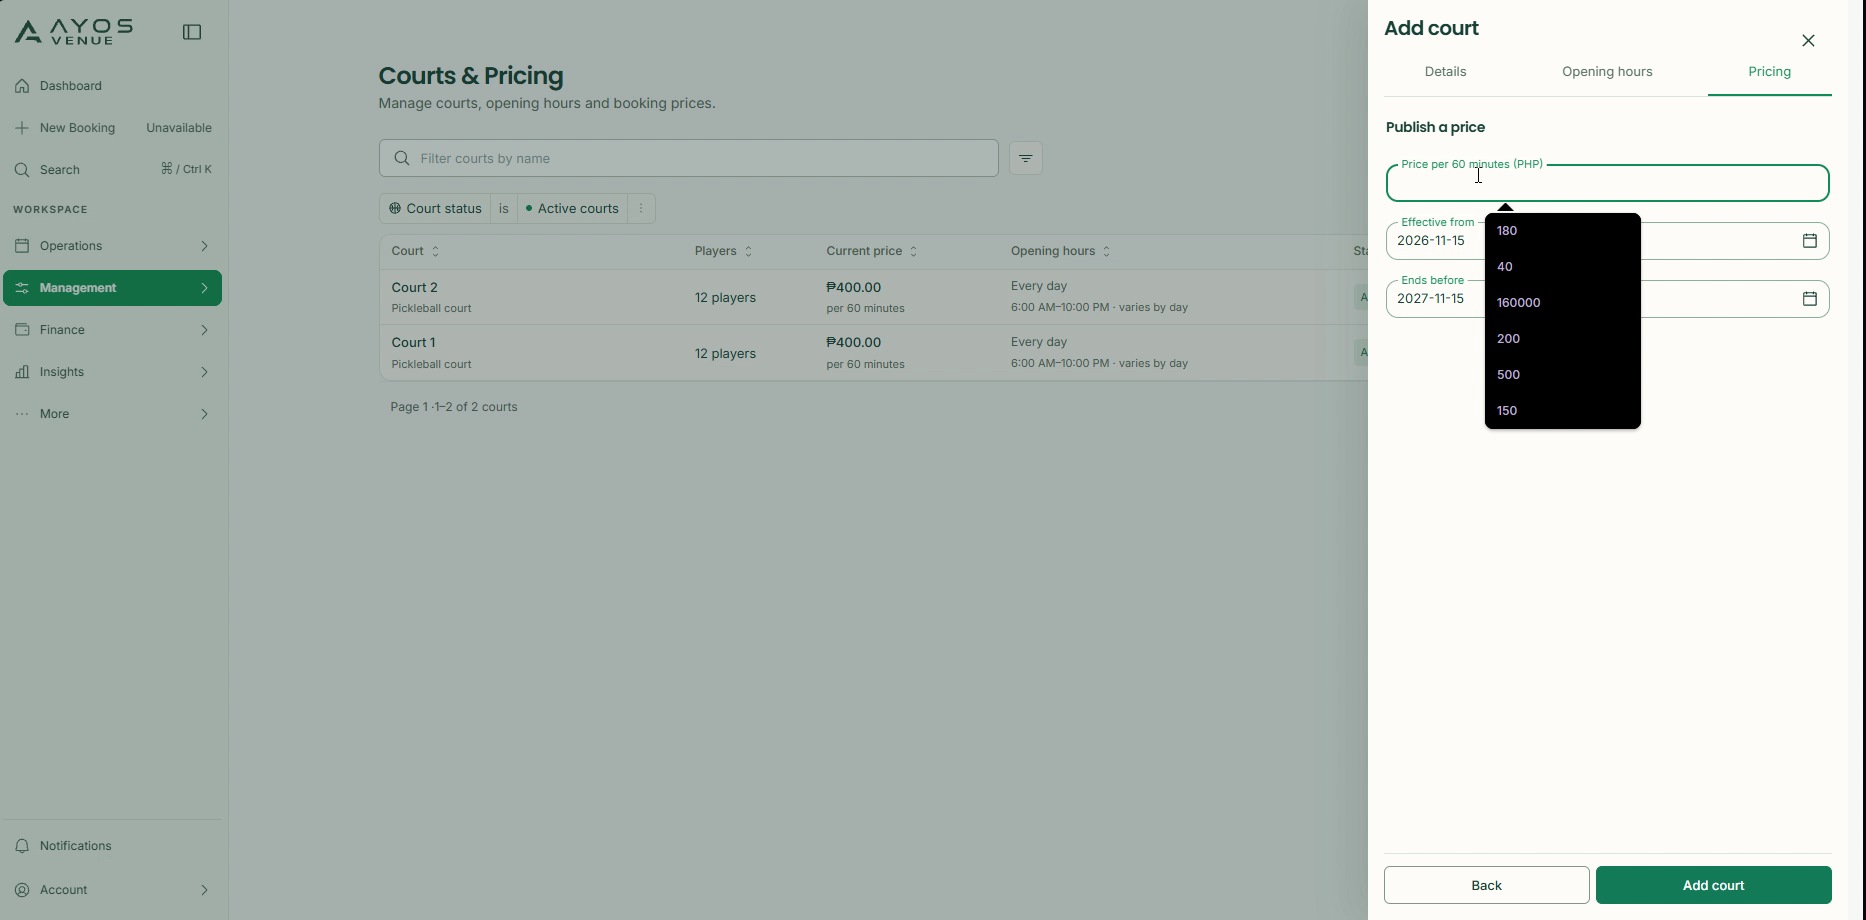 AYOS
VENUE
Dashboard
New Booking Unavailable
Search ⌘ / Ctrl K
WORKSPACE
Operations
Management
Finance
Insights
More
Notifications
Account
Courts & Pricing
Manage courts, opening hours and booking prices.
Filter courts by name
Court status is Active courts
Court Players Current price Opening hours Sta
Court 2 12 players ₱400.00 Every day A
Pickleball court per 60 minutes 6:00 AM–10:00 PM · varies by day
Court 1 12 players ₱400.00 Every day A
Pickleball court per 60 minutes 6:00 AM–10:00 PM · varies by day
Page 1 ·1–2 of 2 courts
Add court
Details Opening hours Pricing
Publish a price
Price per 60 minutes (PHP)
Effective from
2026-11-15
Ends before
2027-11-15
180
40
160000
200
500
150
Back Add court